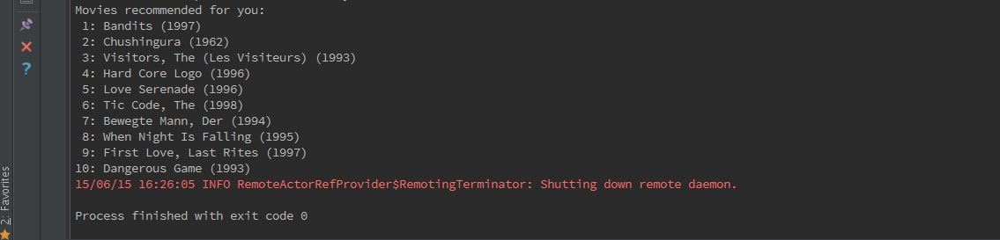 Movies recommended for you:
1: Bandits (1997)
2: Chushingura (1962)
3: Visitors, The (Les Visiteurs) (1993)
4: Hard Core Logo (1996)
5: Love Serenade (1996)
6: Tic Code, The (1998)
7: Bewegte Mann, Der (1994)
8: When Night Is Falling (1995)
9: First Love, Last Rites (1997)
10: Dangerous Game (1993)
15/06/15 16:26:05 INFO RemoteActorRefProvider$RemotingTerminator: Shutting down remote daemon.
Process finished with exit code 0
2: Favorites